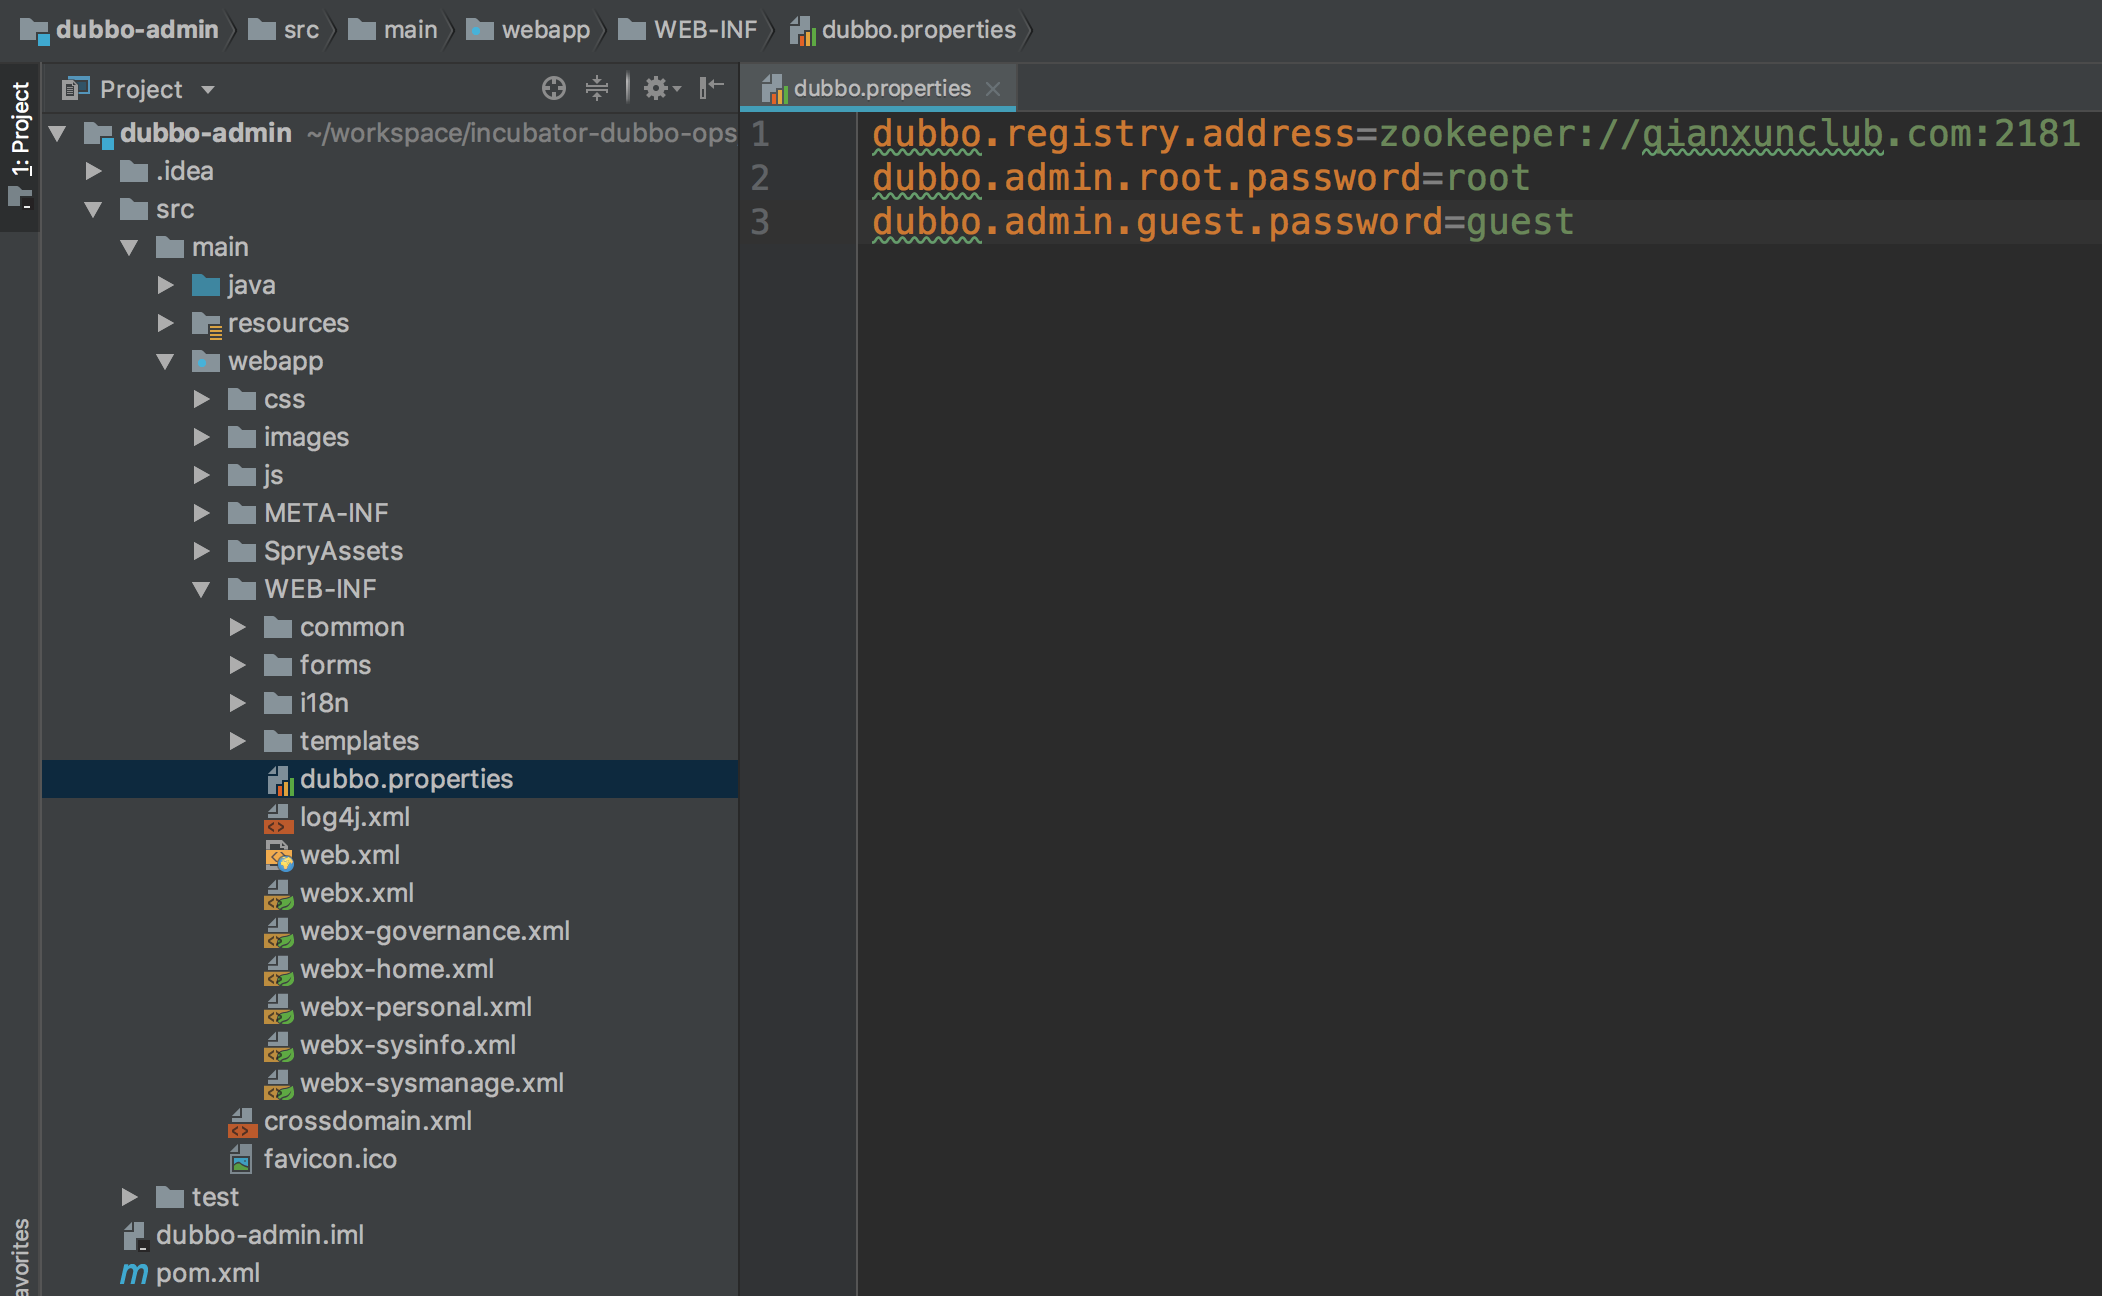 dubbo-admin src main webapp WEB-INF dubbo.properties
1: Project
Project
dubbo-admin ~/workspace/incubator-dubbo-ops
.idea
src
main
java
resources
webapp
css
images
js
META-INF
SpryAssets
WEB-INF
common
forms
i18n
templates
dubbo.properties
log4j.xml
web.xml
webx.xml
webx-governance.xml
webx-home.xml
webx-personal.xml
webx-sysinfo.xml
webx-sysmanage.xml
crossdomain.xml
favicon.ico
test
dubbo-admin.iml
pom.xml
avorites
dubbo.properties
1 dubbo.registry.address=zookeeper://qianxunclub.com:2181
2 dubbo.admin.root.password=root
3 dubbo.admin.guest.password=guest